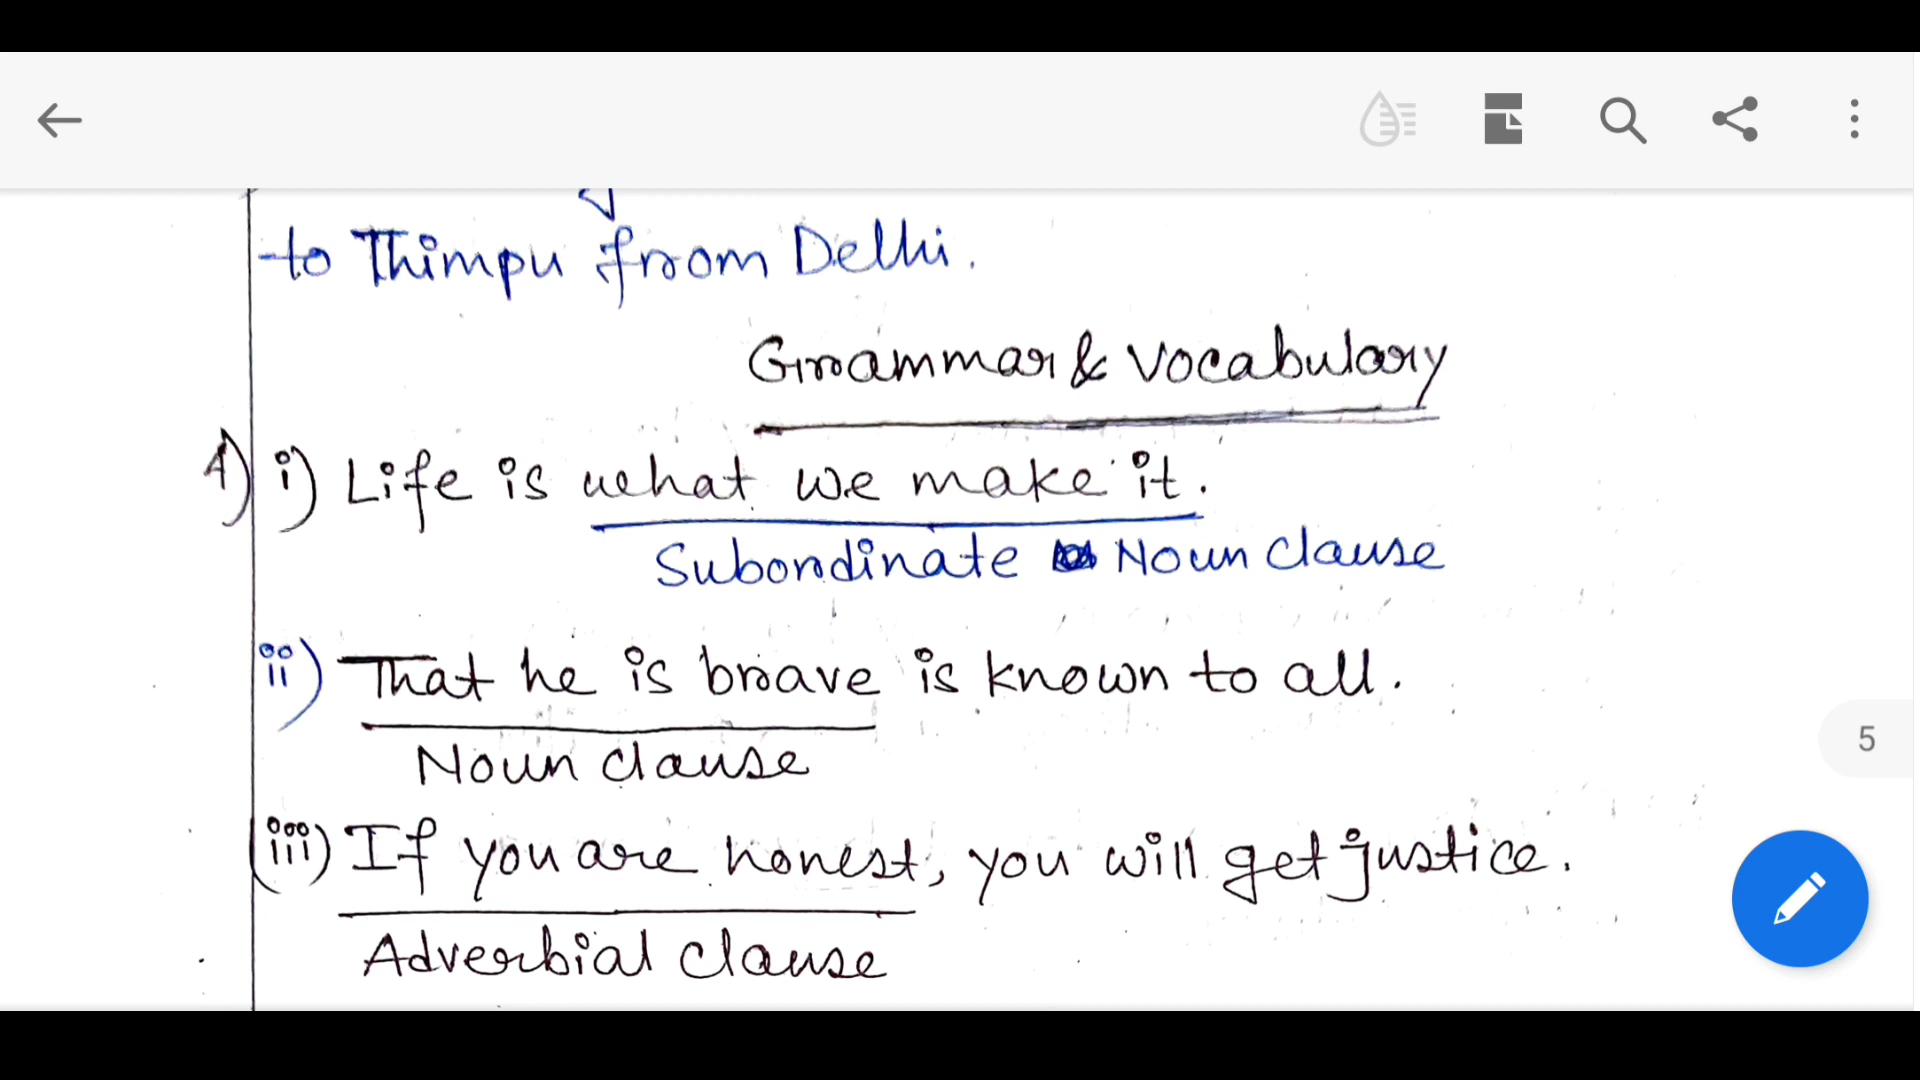 to Thimpu from Delhi.
Grammar & Vocabulary
A) i) Life is what we make it.
Subordinate Noun clause
ii) That he is brave is known to all.
Noun clause
5
(iii) If you are honest, you will get justice.
Adverbial clause